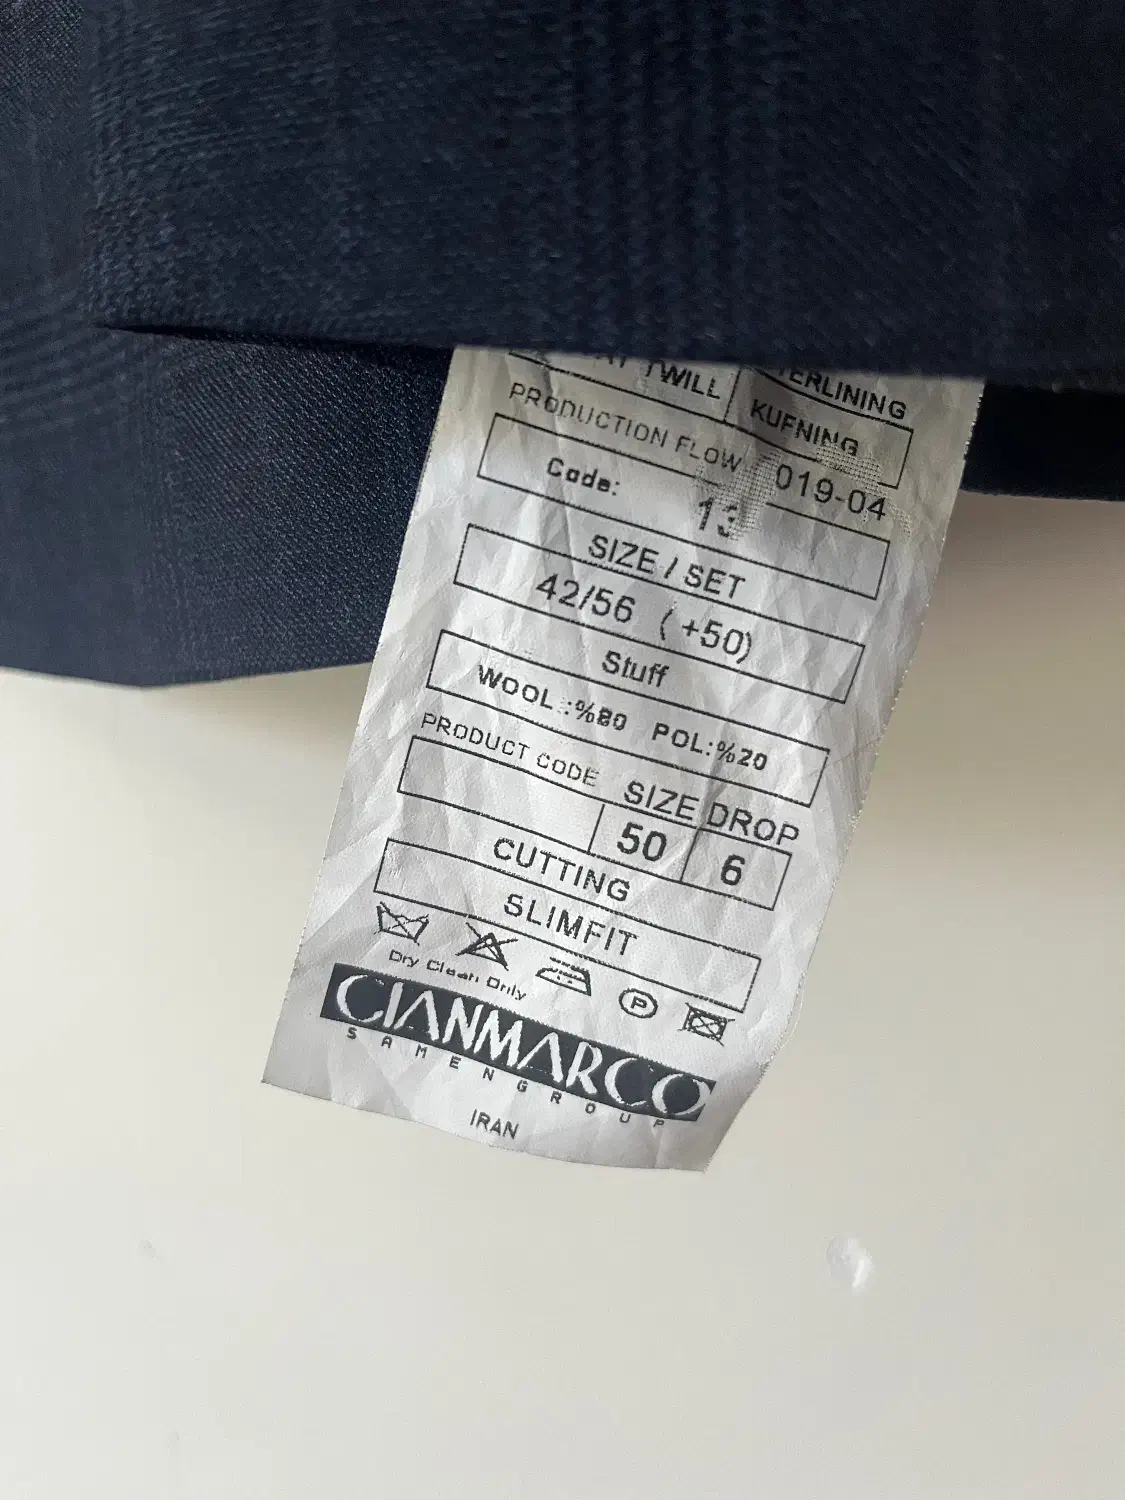 TWILL
KUFNING
PRODUCTION FLOW
019-04
Code:
SIZE / SET
42/56 (+50)
Stuff
WOOL :%80 POL:%20
PRODUCT CODE SIZE DROP
50 6
CUTTING
SLIMFIT
Dry Clean Only
P
CIANMARCO
SAMENGROUP
IRAN